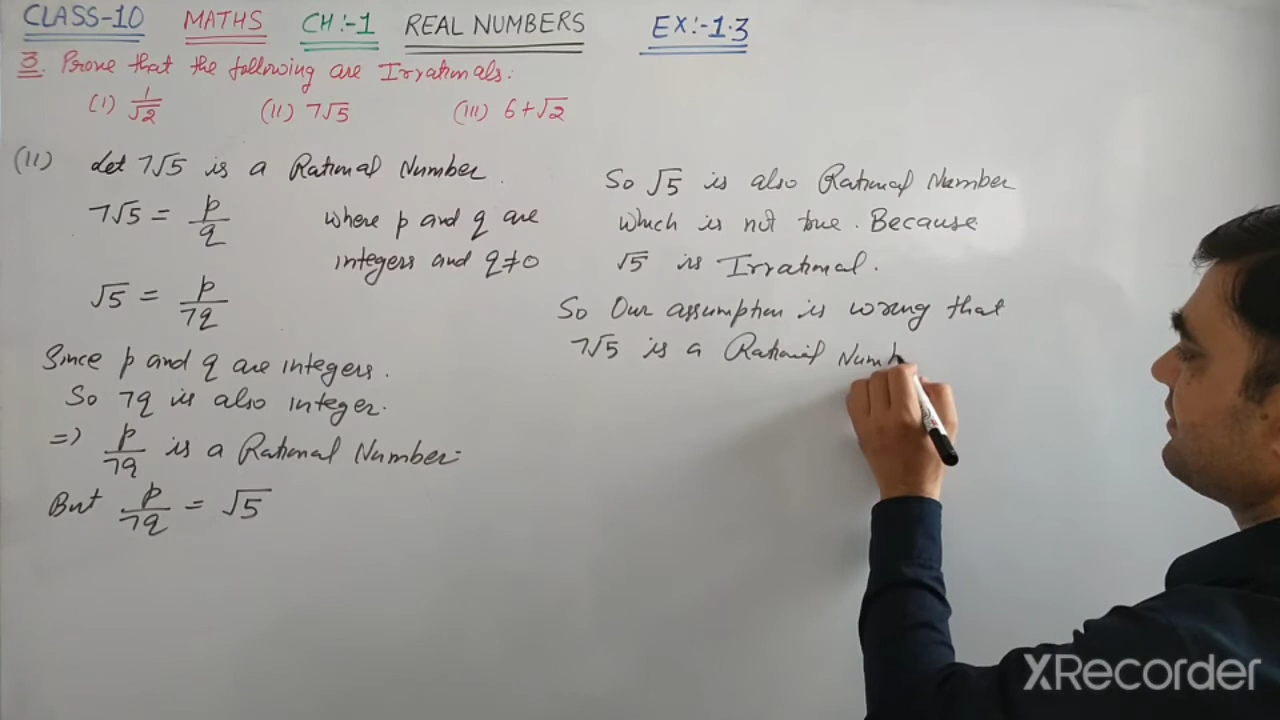 CLASS-10 MATHS CH:-1 REAL NUMBERS EX:-1.3
3. Prove that the following are Irrationals:
(I) 1/√2 (II) 7√5 (III) 6+√2
(II) Let 7√5 is a Rational Number.
7√5 = p/q where p and q are
integers and q≠0
√5 = p/7q
Since p and q are integers.
So 7q is also integer.
=) p/7q is a Rational Number.
But p/7q = √5
So √5 is also Rational Number
which is not true. Because
√5 is Irrational.
So Our assumption is wrong that
7√5 is a Rational Numb
XRecorder